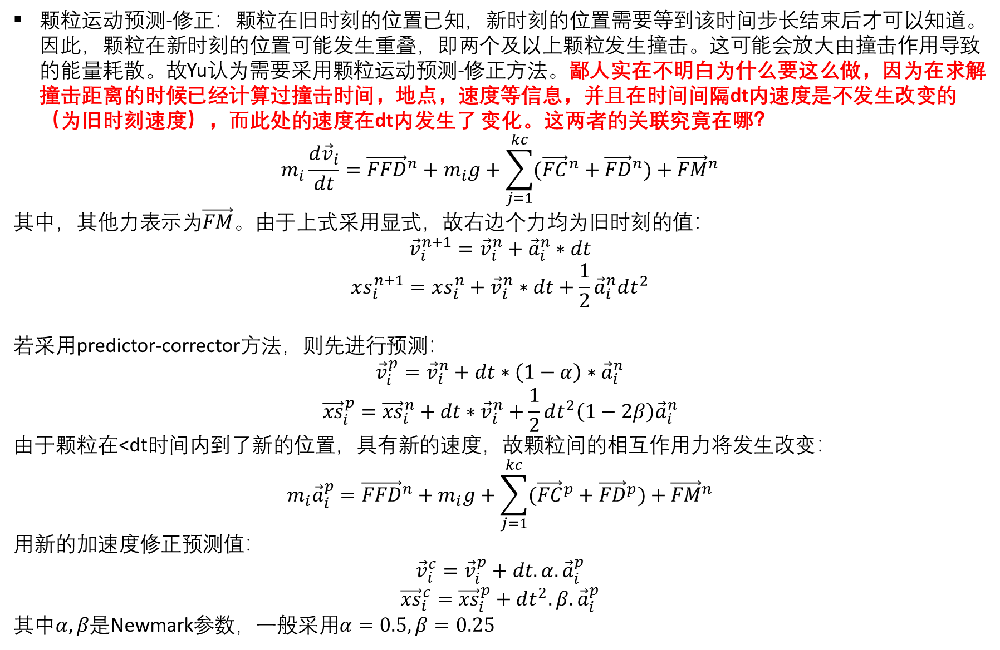 ▪ 颗粒运动预测-修正：颗粒在旧时刻的位置已知，新时刻的位置需要等到该时间步长结束后才可以知道。
因此，颗粒在新时刻的位置可能发生重叠，即两个及以上颗粒发生撞击。这可能会放大由撞击作用导致
的能量耗散。故Yu认为需要采用颗粒运动预测-修正方法。鄙人实在不明白为什么要这么做，因为在求解
撞击距离的时候已经计算过撞击时间，地点，速度等信息，并且在时间间隔dt内速度是不发生改变的
（为旧时刻速度），而此处的速度在dt内发生了 变化。这两者的关联究竟在哪?
$m_i \frac{d\vec{v}_i}{dt} = \overrightarrow{FFD}^n + m_i g + \sum_{j=1}^{kc} (\overrightarrow{FC}^n + \overrightarrow{FD}^n) + \overrightarrow{FM}^n$
其中，其他力表示为$\overrightarrow{FM}$。由于上式采用显式，故右边个力均为旧时刻的值：
$\vec{v}_i^{n+1} = \vec{v}_i^n + \vec{a}_i^n * dt$
$xs_i^{n+1} = xs_i^n + \vec{v}_i^n * dt + \frac{1}{2} \vec{a}_i^n dt^2$
若采用predictor-corrector方法，则先进行预测：
$\vec{v}_i^p = \vec{v}_i^n + dt * (1 - \alpha) * \vec{a}_i^n$
$\overrightarrow{xs}_i^p = \overrightarrow{xs}_i^n + dt * \vec{v}_i^n + \frac{1}{2} dt^2 (1 - 2\beta) \vec{a}_i^n$
由于颗粒在<dt时间内到了新的位置，具有新的速度，故颗粒间的相互作用力将发生改变：
$m_i \vec{a}_i^p = \overrightarrow{FFD}^n + m_i g + \sum_{j=1}^{kc} (\overrightarrow{FC}^p + \overrightarrow{FD}^p) + \overrightarrow{FM}^n$
用新的加速度修正预测值：
$\vec{v}_i^c = \vec{v}_i^p + dt. \alpha. \vec{a}_i^p$
$\overrightarrow{xs}_i^c = \overrightarrow{xs}_i^p + dt^2. \beta. \vec{a}_i^p$
其中$\alpha, \beta$是Newmark参数，一般采用$\alpha = 0.5, \beta = 0.25$